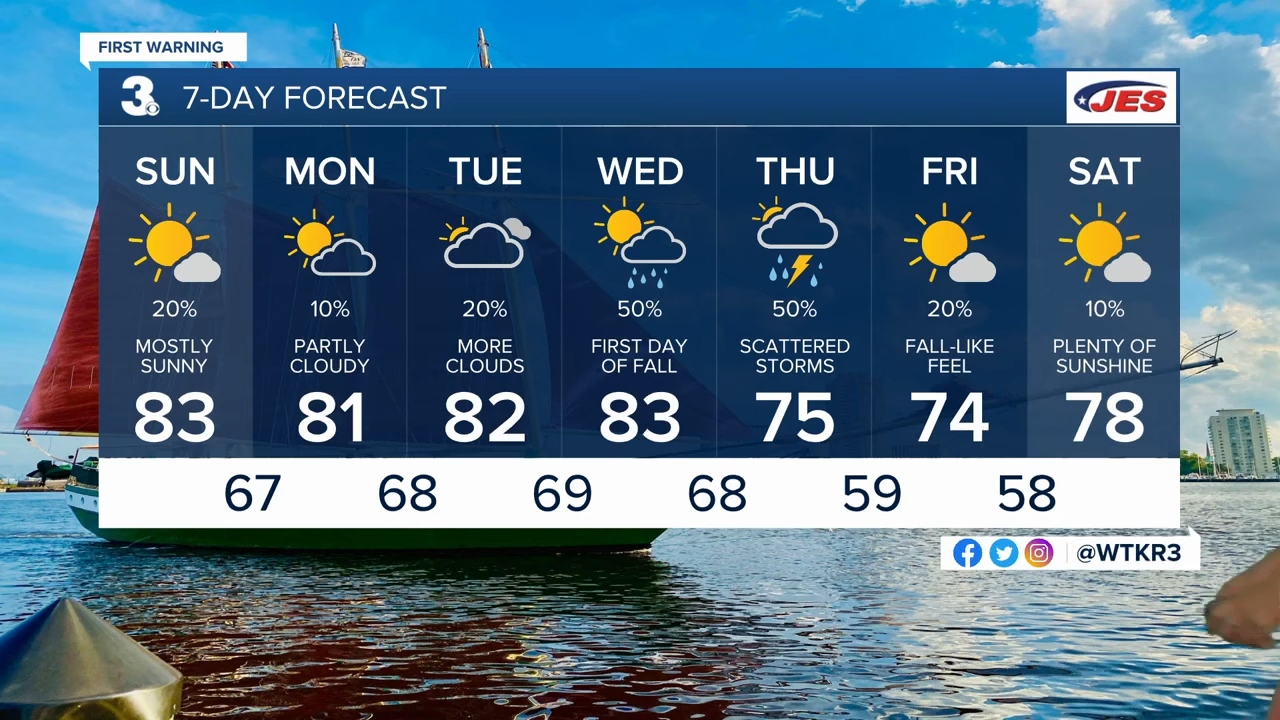 FIRST WARNING
3 7-DAY FORECAST
JES
SUN MON TUE WED THU FRI SAT
20% 10% 20% 50% 50% 20% 10%
MOSTLY PARTLY MORE FIRST DAY SCATTERED FALL-LIKE PLENTY OF
SUNNY CLOUDY CLOUDS OF FALL STORMS FEEL SUNSHINE
83 81 82 83 75 74 78
67 68 69 68 59 58
@WTKR3